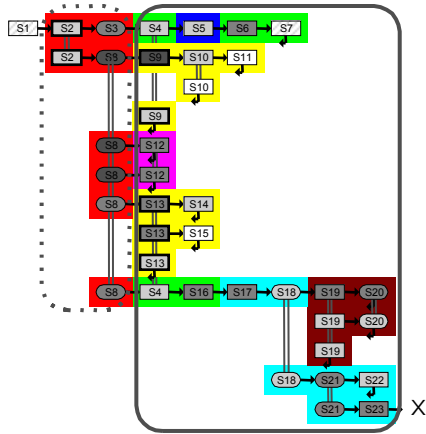 S1 S2 S3 S4 S5 S6 S7
S2 S9 S9 S10 S11
S10
S9
S8 S12
S8 S12
S8 S13 S14
S13 S15
S13
S8 S4 S16 S17 S18 S19 S20
S19 S20
S19
S18 S21 S22
S21 S23 X